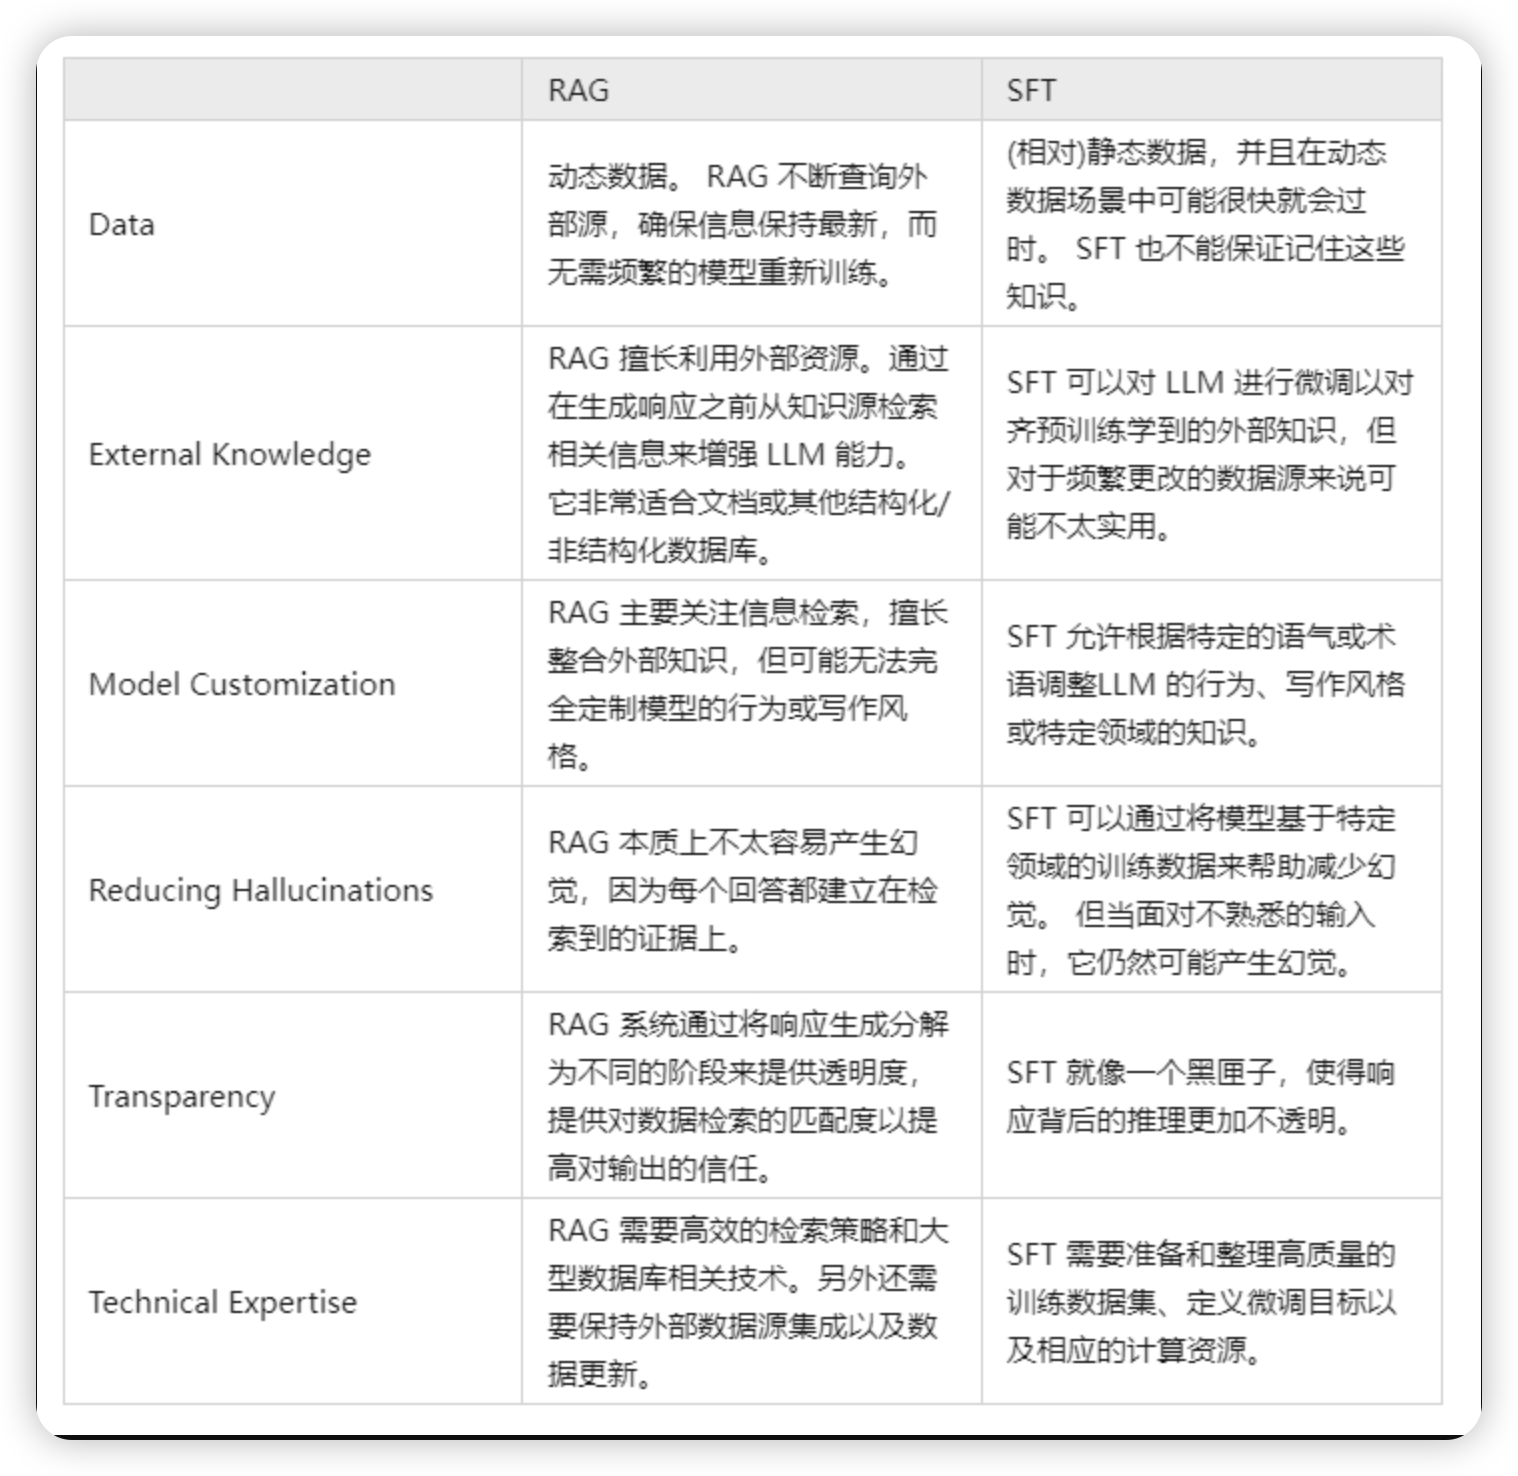 RAG
SFT
Data
动态数据。 RAG 不断查询外
部源，确保信息保持最新，而
无需频繁的模型重新训练。
(相对)静态数据，并且在动态
数据场景中可能很快就会过
时。 SFT 也不能保证记住这些
知识。
External Knowledge
RAG 擅长利用外部资源。通过
在生成响应之前从知识源检索
相关信息来增强 LLM 能力。
它非常适合文档或其他结构化/
非结构化数据库。
SFT 可以对 LLM 进行微调以对
齐预训练学到的外部知识，但
对于频繁更改的数据源来说可
能不太实用。
Model Customization
RAG 主要关注信息检索，擅长
整合外部知识，但可能无法完
全定制模型的行为或写作风
格。
SFT 允许根据特定的语气或术
语调整LLM 的行为、写作风格
或特定领域的知识。
Reducing Hallucinations
RAG 本质上不太容易产生幻
觉，因为每个回答都建立在检
索到的证据上。
SFT 可以通过将模型基于特定
领域的训练数据来帮助减少幻
觉。 但当面对不熟悉的输入
时，它仍然可能产生幻觉。
Transparency
RAG 系统通过将响应生成分解
为不同的阶段来提供透明度，
提供对数据检索的匹配度以提
高对输出的信任。
SFT 就像一个黑匣子，使得响
应背后的推理更加不透明。
Technical Expertise
RAG 需要高效的检索策略和大
型数据库相关技术。另外还需
要保持外部数据源集成以及数
据更新。
SFT 需要准备和整理高质量的
训练数据集、定义微调目标以
及相应的计算资源。